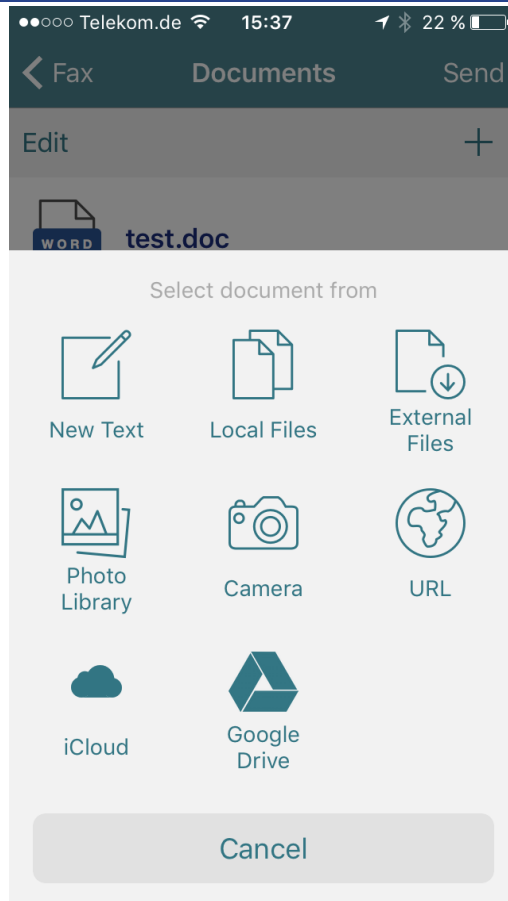 Telekom.de 15:37 22 %
Fax Documents Send
Edit +
WORD test.doc
Select document from
New Text Local Files External Files
Photo Library Camera URL
iCloud Google Drive
Cancel